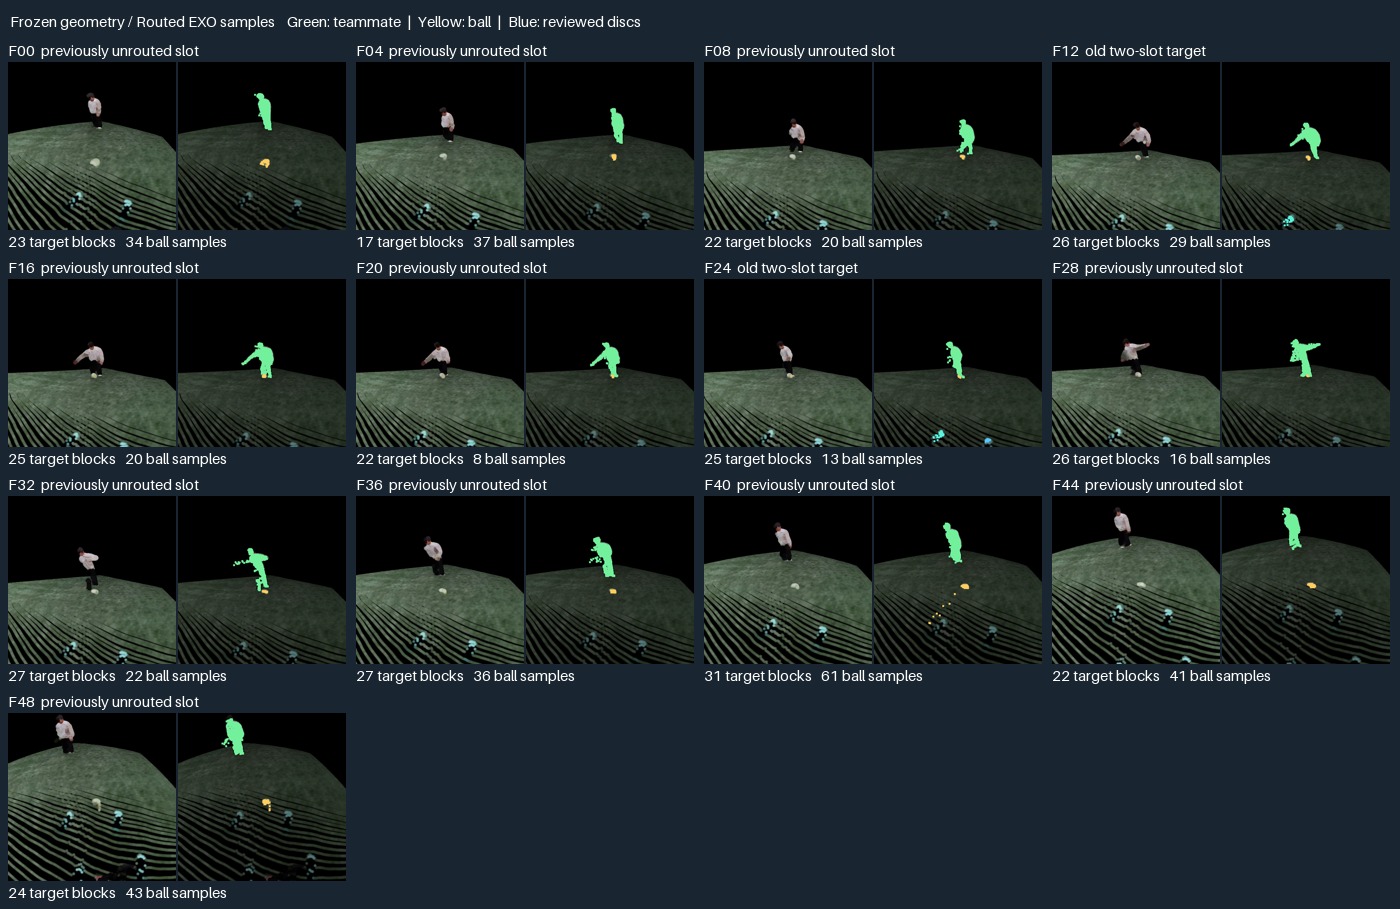 Frozen geometry / Routed EXO samples    Green: teammate  |  Yellow: ball  |  Blue: reviewed discs
F00  previously unrouted slot
F04  previously unrouted slot
F08  previously unrouted slot
F12  old two-slot target
23 target blocks   34 ball samples
17 target blocks   37 ball samples
22 target blocks   20 ball samples
26 target blocks   29 ball samples
F16  previously unrouted slot
F20  previously unrouted slot
F24  old two-slot target
F28  previously unrouted slot
25 target blocks   20 ball samples
22 target blocks   8 ball samples
25 target blocks   13 ball samples
26 target blocks   16 ball samples
F32  previously unrouted slot
F36  previously unrouted slot
F40  previously unrouted slot
F44  previously unrouted slot
27 target blocks   22 ball samples
27 target blocks   36 ball samples
31 target blocks   61 ball samples
22 target blocks   41 ball samples
F48  previously unrouted slot
24 target blocks   43 ball samples